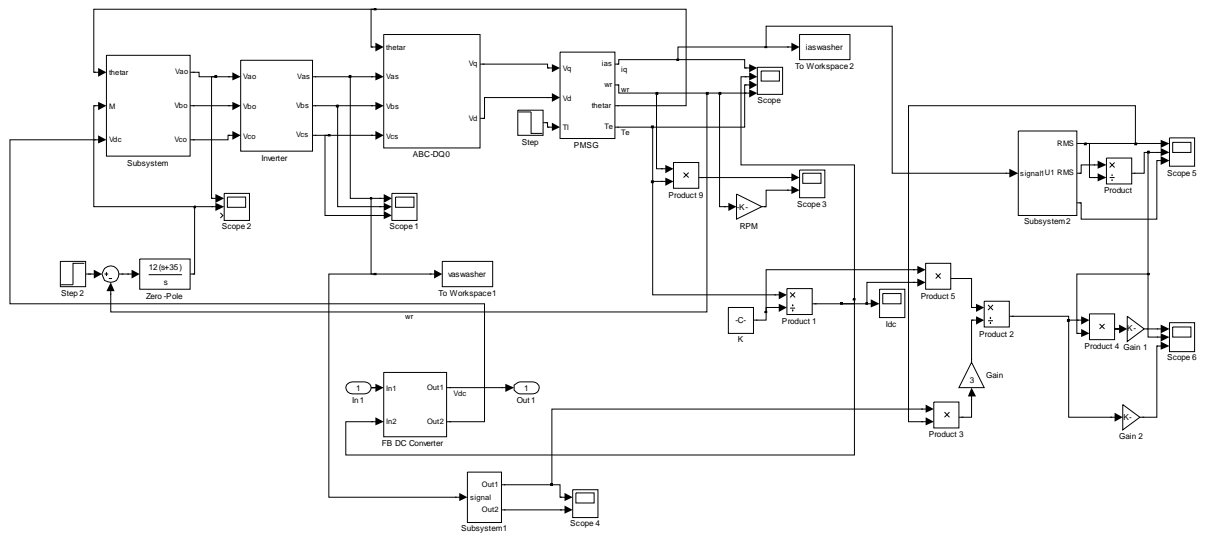 thetar
M
Vdc
Vao
Vbo
Vco
Subsystem
Vao
Vbo
Vco
Vas
Vbs
Vcs
Inverter
thetar
Vas
Vbs
Vcs
Vq
Vd
ABC-DQ0
Vq
Vd
Tl
ias
wr
thetar
Te
PMSG
iq
wr
Te
Step
iaswasher
To Workspace 2
Scope
Product 9
-K-
RPM
Scope 3
signalt
RMS
U1 RMS
Subsystem2
Product
Scope 5
Scope 2
Scope 1
Step 2
12(s+35)
s
Zero -Pole
vaswasher
To Workspace1
wr
-C-
K
Product 1
Idc
Product 5
Product 2
3
Gain
Product 3
Product 4
K-
Gain 1
K-
Gain 2
Scope 6
1
In 1
In1
In2
Out1
Out2
FB DC Converter
Vdc
1
Out 1
signal
Out1
Out2
Subsystem1
Scope 4